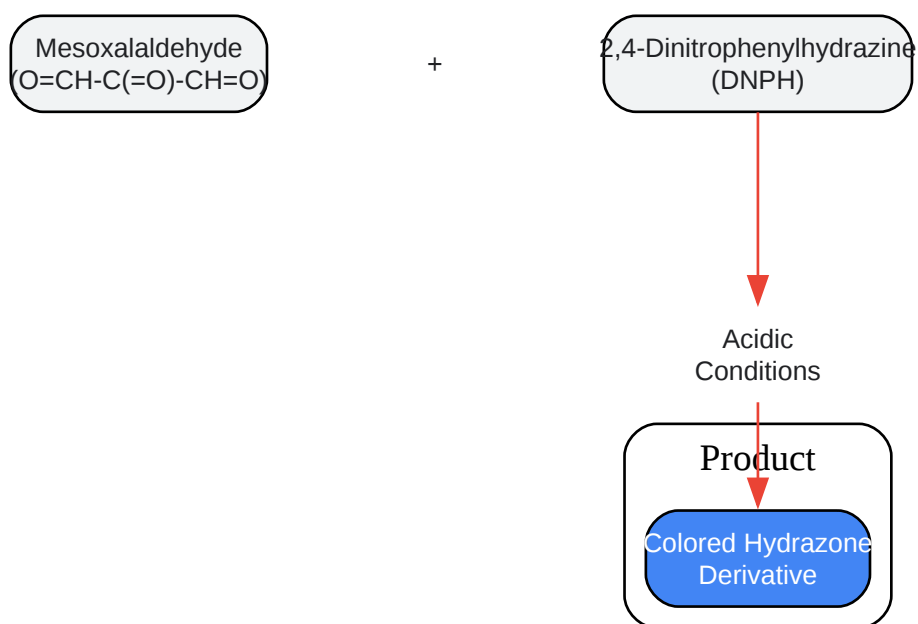 Mesoxalaldehyde
(O=CH-C(=O)-CH=O)
+
2,4-Dinitrophenylhydrazine
(DNPH)
Acidic
Conditions
Product
Colored Hydrazone
Derivative